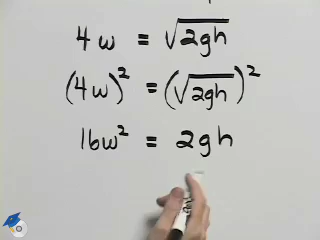 4w = √2gh
(4w)² = (√2gh)²
16w² = 2gh